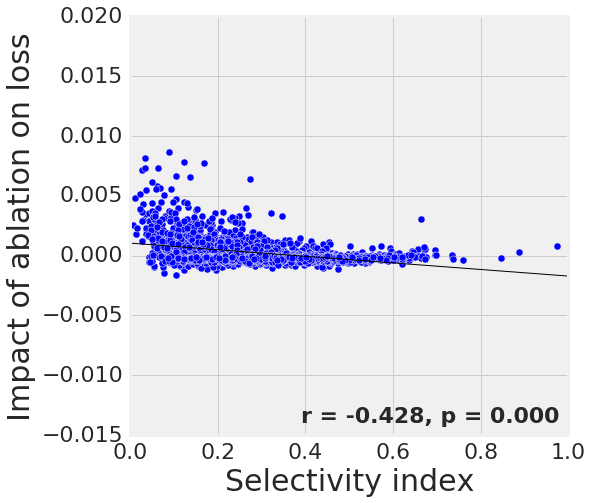 Impact of ablation on loss
0.020
0.015
0.010
0.005
0.000
−0.005
−0.010
−0.015
r = -0.428, p = 0.000
0.0 0.2 0.4 0.6 0.8 1.0
Selectivity index